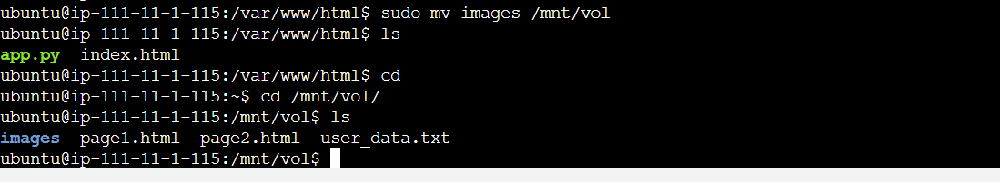 ubuntu@ip-111-11-1-115:/var/www/html$ sudo mv images /mnt/vol
ubuntu@ip-111-11-1-115:/var/www/html$ ls
app.py  index.html
ubuntu@ip-111-11-1-115:/var/www/html$ cd
ubuntu@ip-111-11-1-115:~$ cd /mnt/vol/
ubuntu@ip-111-11-1-115:/mnt/vol$ ls
images  page1.html  page2.html  user_data.txt
ubuntu@ip-111-11-1-115:/mnt/vol$